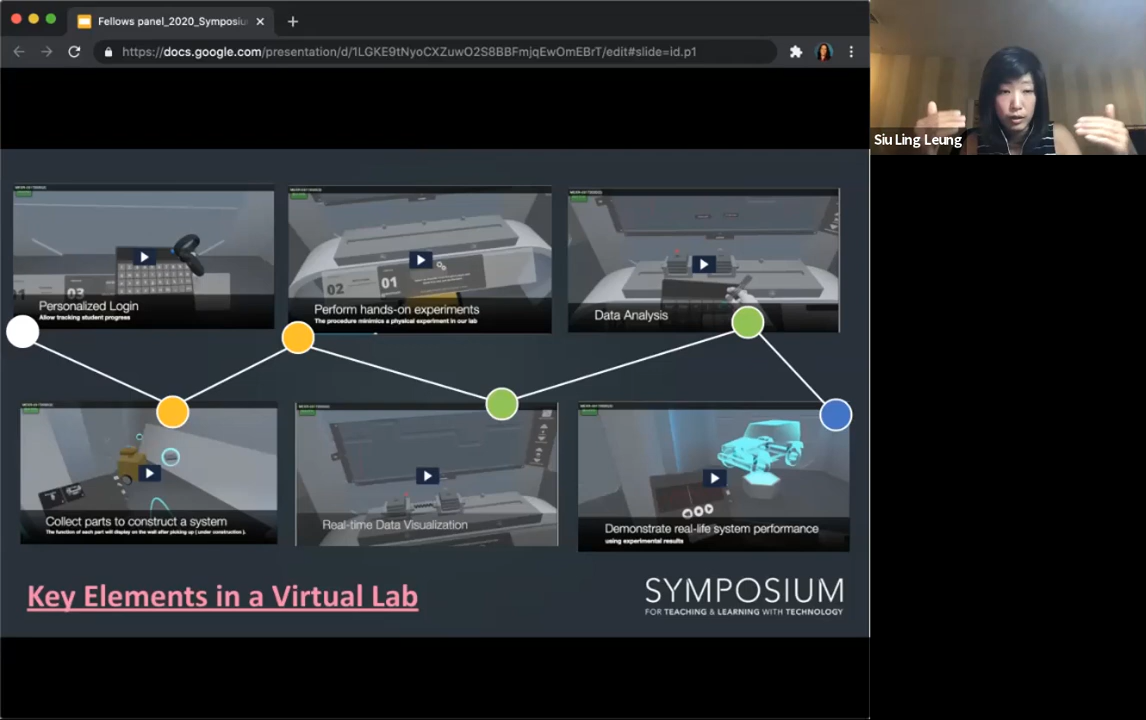 Fellows panel_2020_Symposiu
https://docs.google.com/presentation/d/1LGKE9tNyoCXZuwO2S8BBFmjqEwOmEBrT/edit#slide=id.p1
Siu Ling Leung
03
Personalized Login
Allow tracking student progress
02
01
Perform hands-on experiments
The procedure minimics a physical experiment in our lab
Data Analysis
Collect parts to construct a system
The function of each part will display on the wall after picking up ( under construction ).
Real-time Data Visualization
Demonstrate real-life system performance
using experimental results
Key Elements in a Virtual Lab
SYMPOSIUM
FOR TEACHING & LEARNING WITH TECHNOLOGY